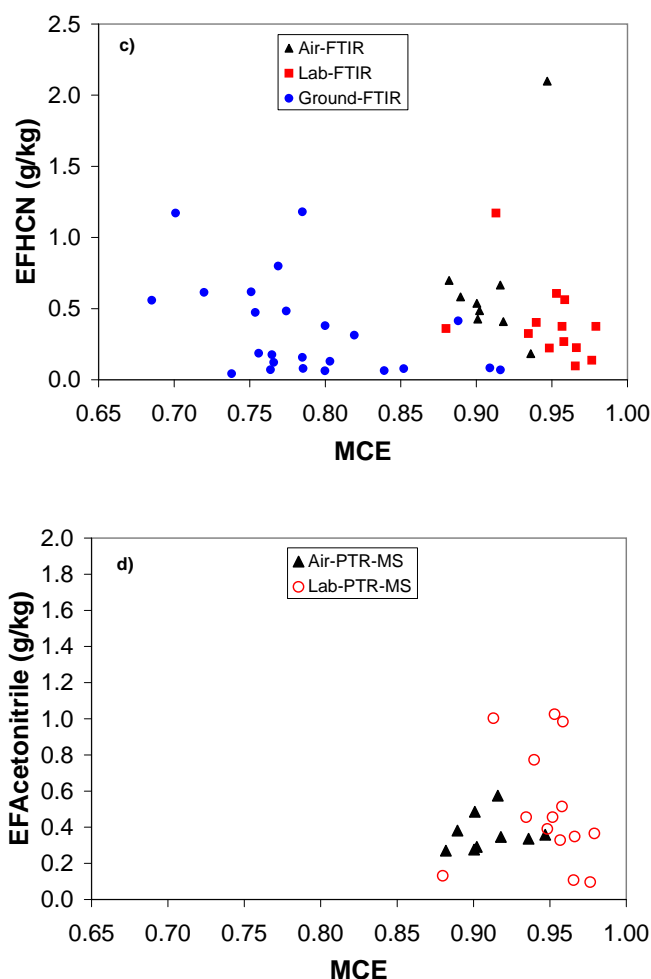 c)
Air-FTIR
Lab-FTIR
Ground-FTIR
EFHCN (g/kg)
2.5
2.0
1.5
1.0
0.5
0.0
0.65 0.70 0.75 0.80 0.85 0.90 0.95 1.00
MCE
d)
Air-PTR-MS
Lab-PTR-MS
EFAcetonitrile (g/kg)
2.0
1.8
1.6
1.4
1.2
1.0
0.8
0.6
0.4
0.2
0.0
0.65 0.70 0.75 0.80 0.85 0.90 0.95 1.00
MCE